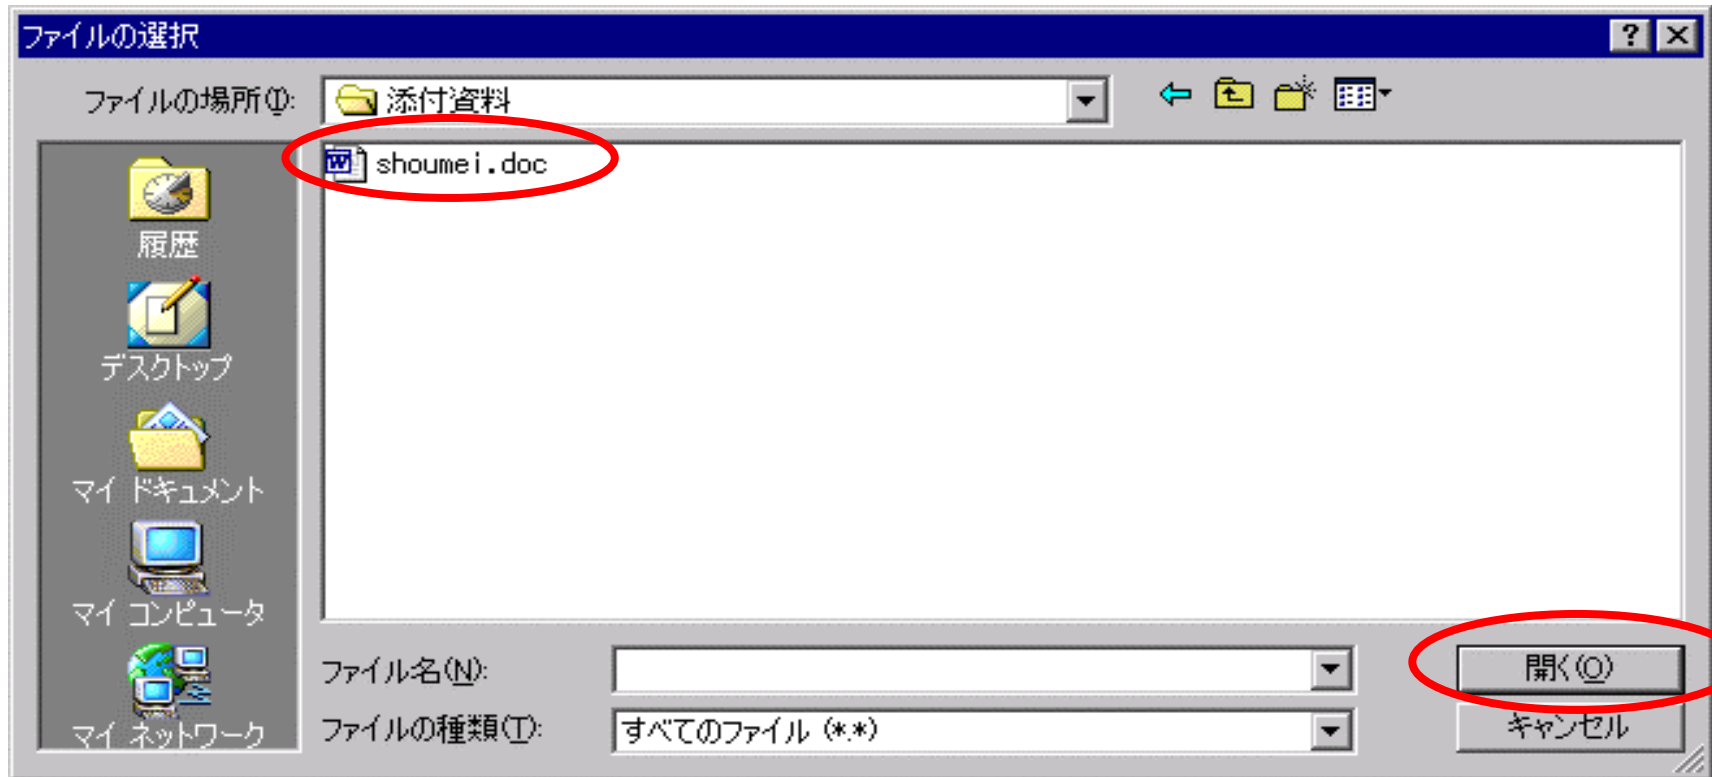 ファイルの選択
ファイルの場所(I):
添付資料
shoumei.doc
履歴
デスクトップ
マイ ドキュメント
マイ コンピュータ
マイ ネットワーク
ファイル名(N):
開く(O)
ファイルの種類(T):
すべてのファイル (*.*)
キャンセル